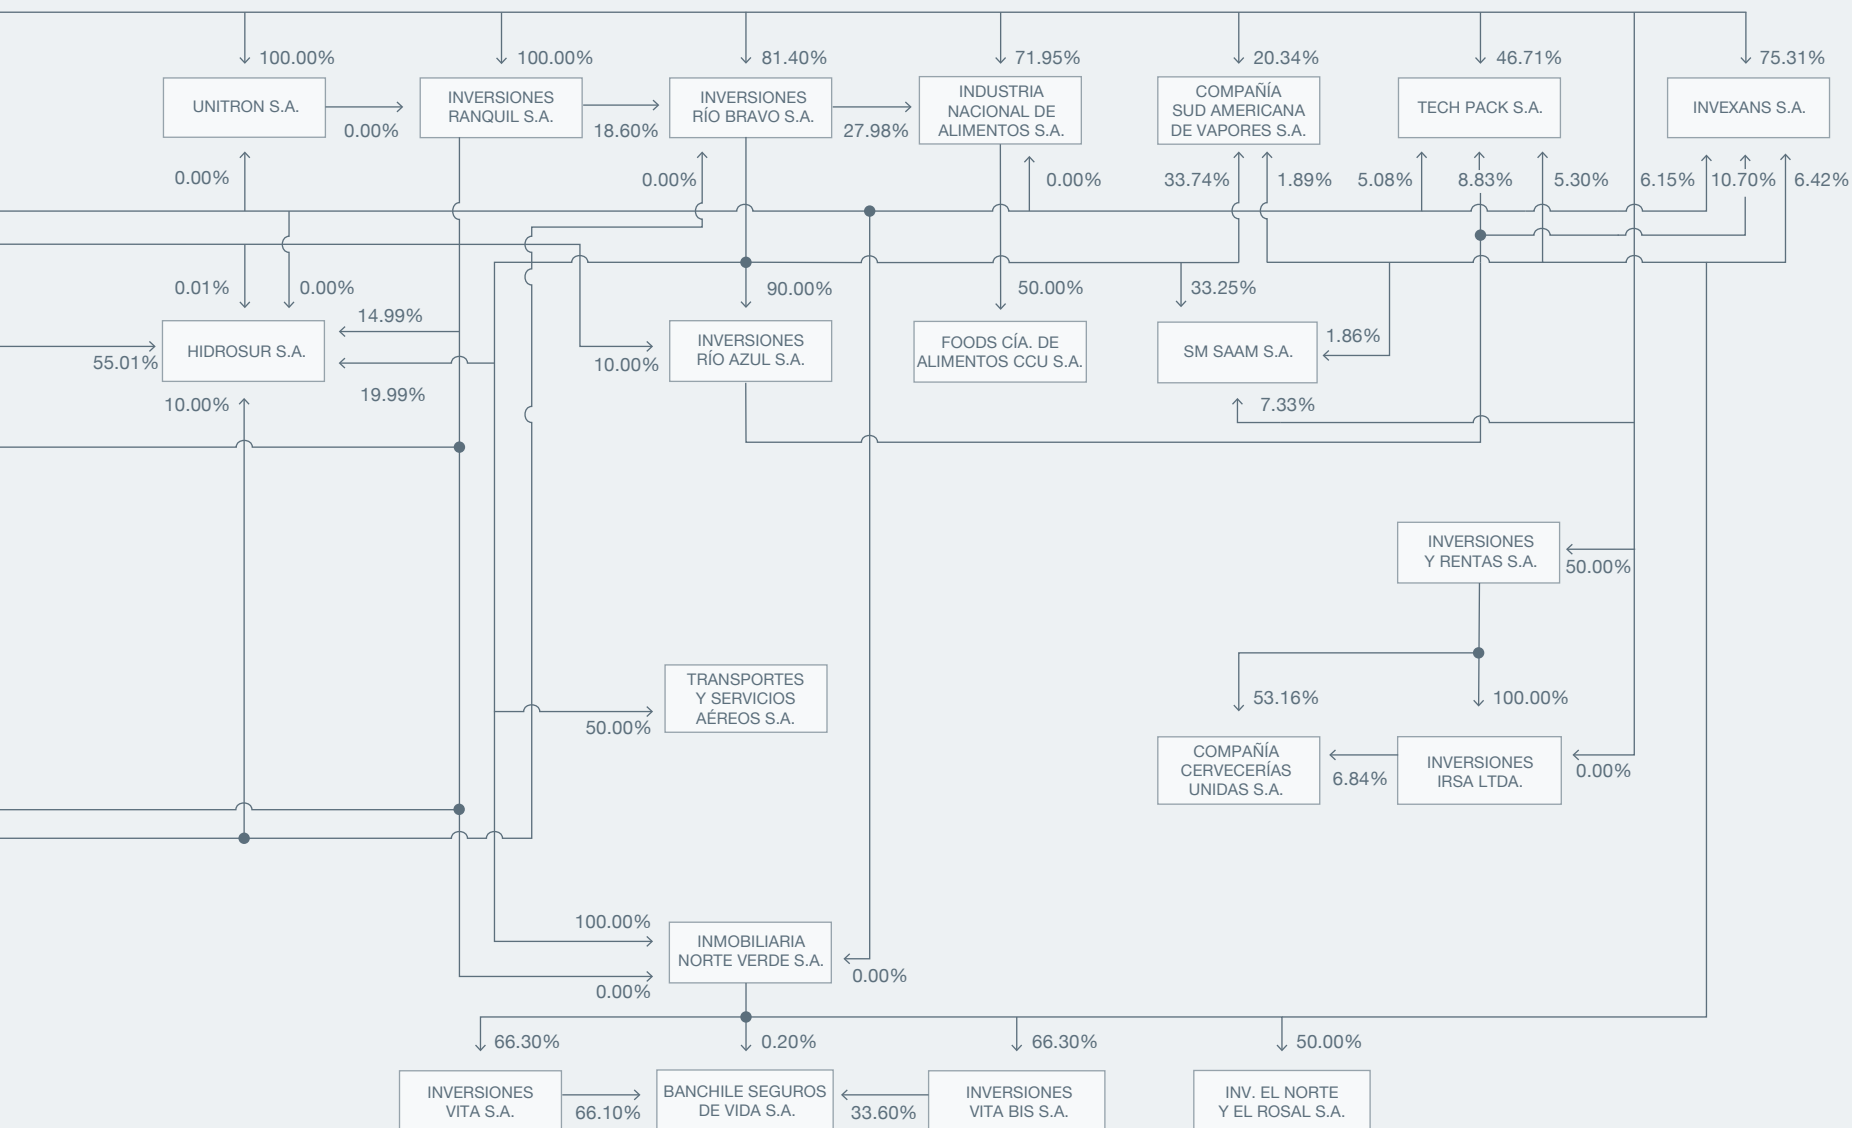 100.00%
100.00%
81.40%
71.95%
20.34%
46.71%
75.31%
UNITRON S.A.
0.00%
INVERSIONES
RANQUIL S.A.
18.60%
INVERSIONES
RÍO BRAVO S.A.
27.98%
INDUSTRIA
NACIONAL DE
ALIMENTOS S.A.
COMPAÑÍA
SUD AMERICANA
DE VAPORES S.A.
TECH PACK S.A.
INVEXANS S.A.
0.00%
0.00%
0.00%
33.74%
1.89%
5.08%
8.83%
5.30%
6.15%
10.70%
6.42%
0.01%
0.00%
14.99%
90.00%
50.00%
33.25%
55.01%
HIDROSUR S.A.
19.99%
10.00%
10.00%
INVERSIONES
RÍO AZUL S.A.
FOODS CÍA. DE
ALIMENTOS CCU S.A.
SM SAAM S.A.
1.86%
7.33%
INVERSIONES
Y RENTAS S.A.
50.00%
53.16%
100.00%
TRANSPORTES
Y SERVICIOS
AÉREOS S.A.
50.00%
COMPAÑÍA
CERVECERÍAS
UNIDAS S.A.
6.84%
INVERSIONES
IRSA LTDA.
0.00%
100.00%
0.00%
INMOBILIARIA
NORTE VERDE S.A.
0.00%
66.30%
0.20%
66.30%
50.00%
INVERSIONES
VITA S.A.
66.10%
BANCHILE SEGUROS
DE VIDA S.A.
33.60%
INVERSIONES
VITA BIS S.A.
INV. EL NORTE
Y EL ROSAL S.A.